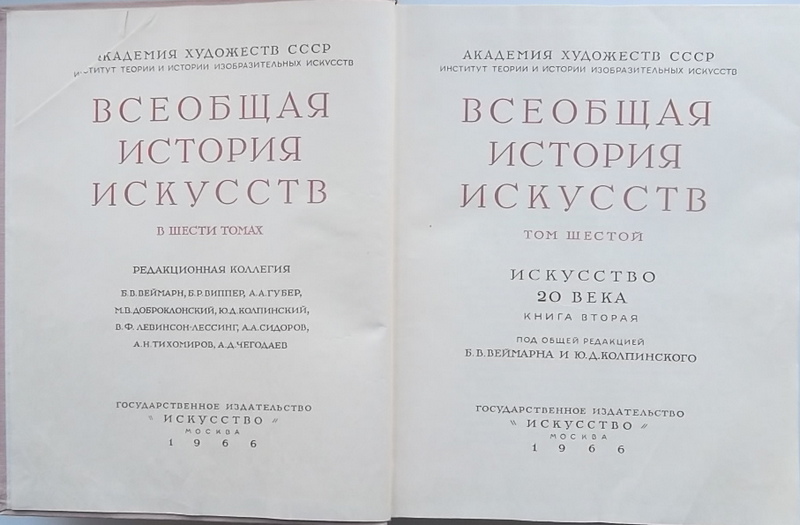 АКАДЕМИЯ ХУДОЖЕСТВ СССР
ИНСТИТУТ ТЕОРИИ И ИСТОРИИ ИЗОБРАЗИТЕЛЬНЫХ ИСКУССТВ
ВСЕОБЩАЯ
ИСТОРИЯ
ИСКУССТВ
В ШЕСТИ ТОМАХ
РЕДАКЦИОННАЯ КОЛЛЕГИЯ
Б.В. ВЕЙМАРН, Б.Р. ВИППЕР, А.А. ГУБЕР,
М.В. ДОБРОКЛОНСКИЙ, Ю.Д. КОЛПИНСКИЙ,
В.Ф. ЛЕВИНСОН-ЛЕССИНГ, А.А. СИДОРОВ,
А.Н. ТИХОМИРОВ, А.Д. ЧЕГОДАЕВ
ГОСУДАРСТВЕННОЕ ИЗДАТЕЛЬСТВО
"ИСКУССТВО"
МОСКВА
1966
АКАДЕМИЯ ХУДОЖЕСТВ СССР
ИНСТИТУТ ТЕОРИИ И ИСТОРИИ ИЗОБРАЗИТЕЛЬНЫХ ИСКУССТВ
ВСЕОБЩАЯ
ИСТОРИЯ
ИСКУССТВ
ТОМ ШЕСТОЙ
ИСКУССТВО
20 ВЕКА
КНИГА ВТОРАЯ
ПОД ОБЩЕЙ РЕДАКЦИЕЙ
Б.В. ВЕЙМАРНА И Ю.Д. КОЛПИНСКОГО
ГОСУДАРСТВЕННОЕ ИЗДАТЕЛЬСТВО
"ИСКУССТВО"
МОСКВА
1966